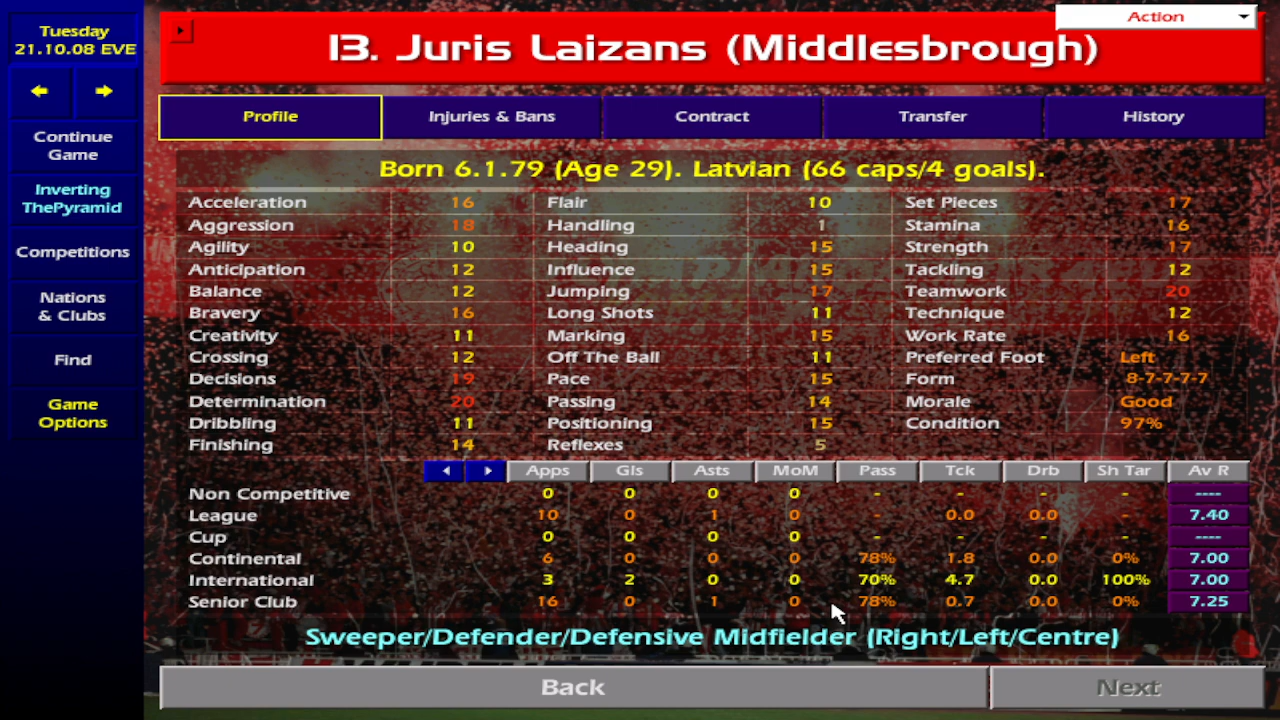 Action
Tuesday
21.10.08 EVE
13. Juris Laizans (Middlesbrough)
Continue
Game
Inverting
ThePyramid
Competitions
Nations
& Clubs
Find
Game
Options
Profile Injuries & Bans Contract Transfer History
Born 6.1.79 (Age 29). Latvian (66 caps/4 goals).
Acceleration 16 Flair 10 Set Pieces 17
Aggression 18 Handling 1 Stamina 16
Agility 10 Heading 15 Strength 17
Anticipation 12 Influence 15 Tackling 12
Balance 12 Jumping 17 Teamwork 20
Bravery 16 Long Shots 11 Technique 12
Creativity 11 Marking 15 Work Rate 16
Crossing 12 Off The Ball 11 Preferred Foot Left
Decisions 19 Pace 15 Form 8-7-7-7-7
Determination 20 Passing 14 Morale Good
Dribbling 11 Positioning 15 Condition 97%
Finishing 14 Reflexes 5
Apps Gls Asts MoM Pass Tck Drb Sh Tar Av R
Non Competitive 0 0 0 0 - - - - ----
League 10 0 1 0 - 0.0 0.0 - 7.40
Cup 0 0 0 0 - - - - ----
Continental 6 0 0 0 78% 1.8 0.0 0% 7.00
International 3 2 0 0 70% 4.7 0.0 100% 7.00
Senior Club 16 0 1 0 78% 0.7 0.0 0% 7.25
Sweeper/Defender/Defensive Midfielder (Right/Left/Centre)
Back Next